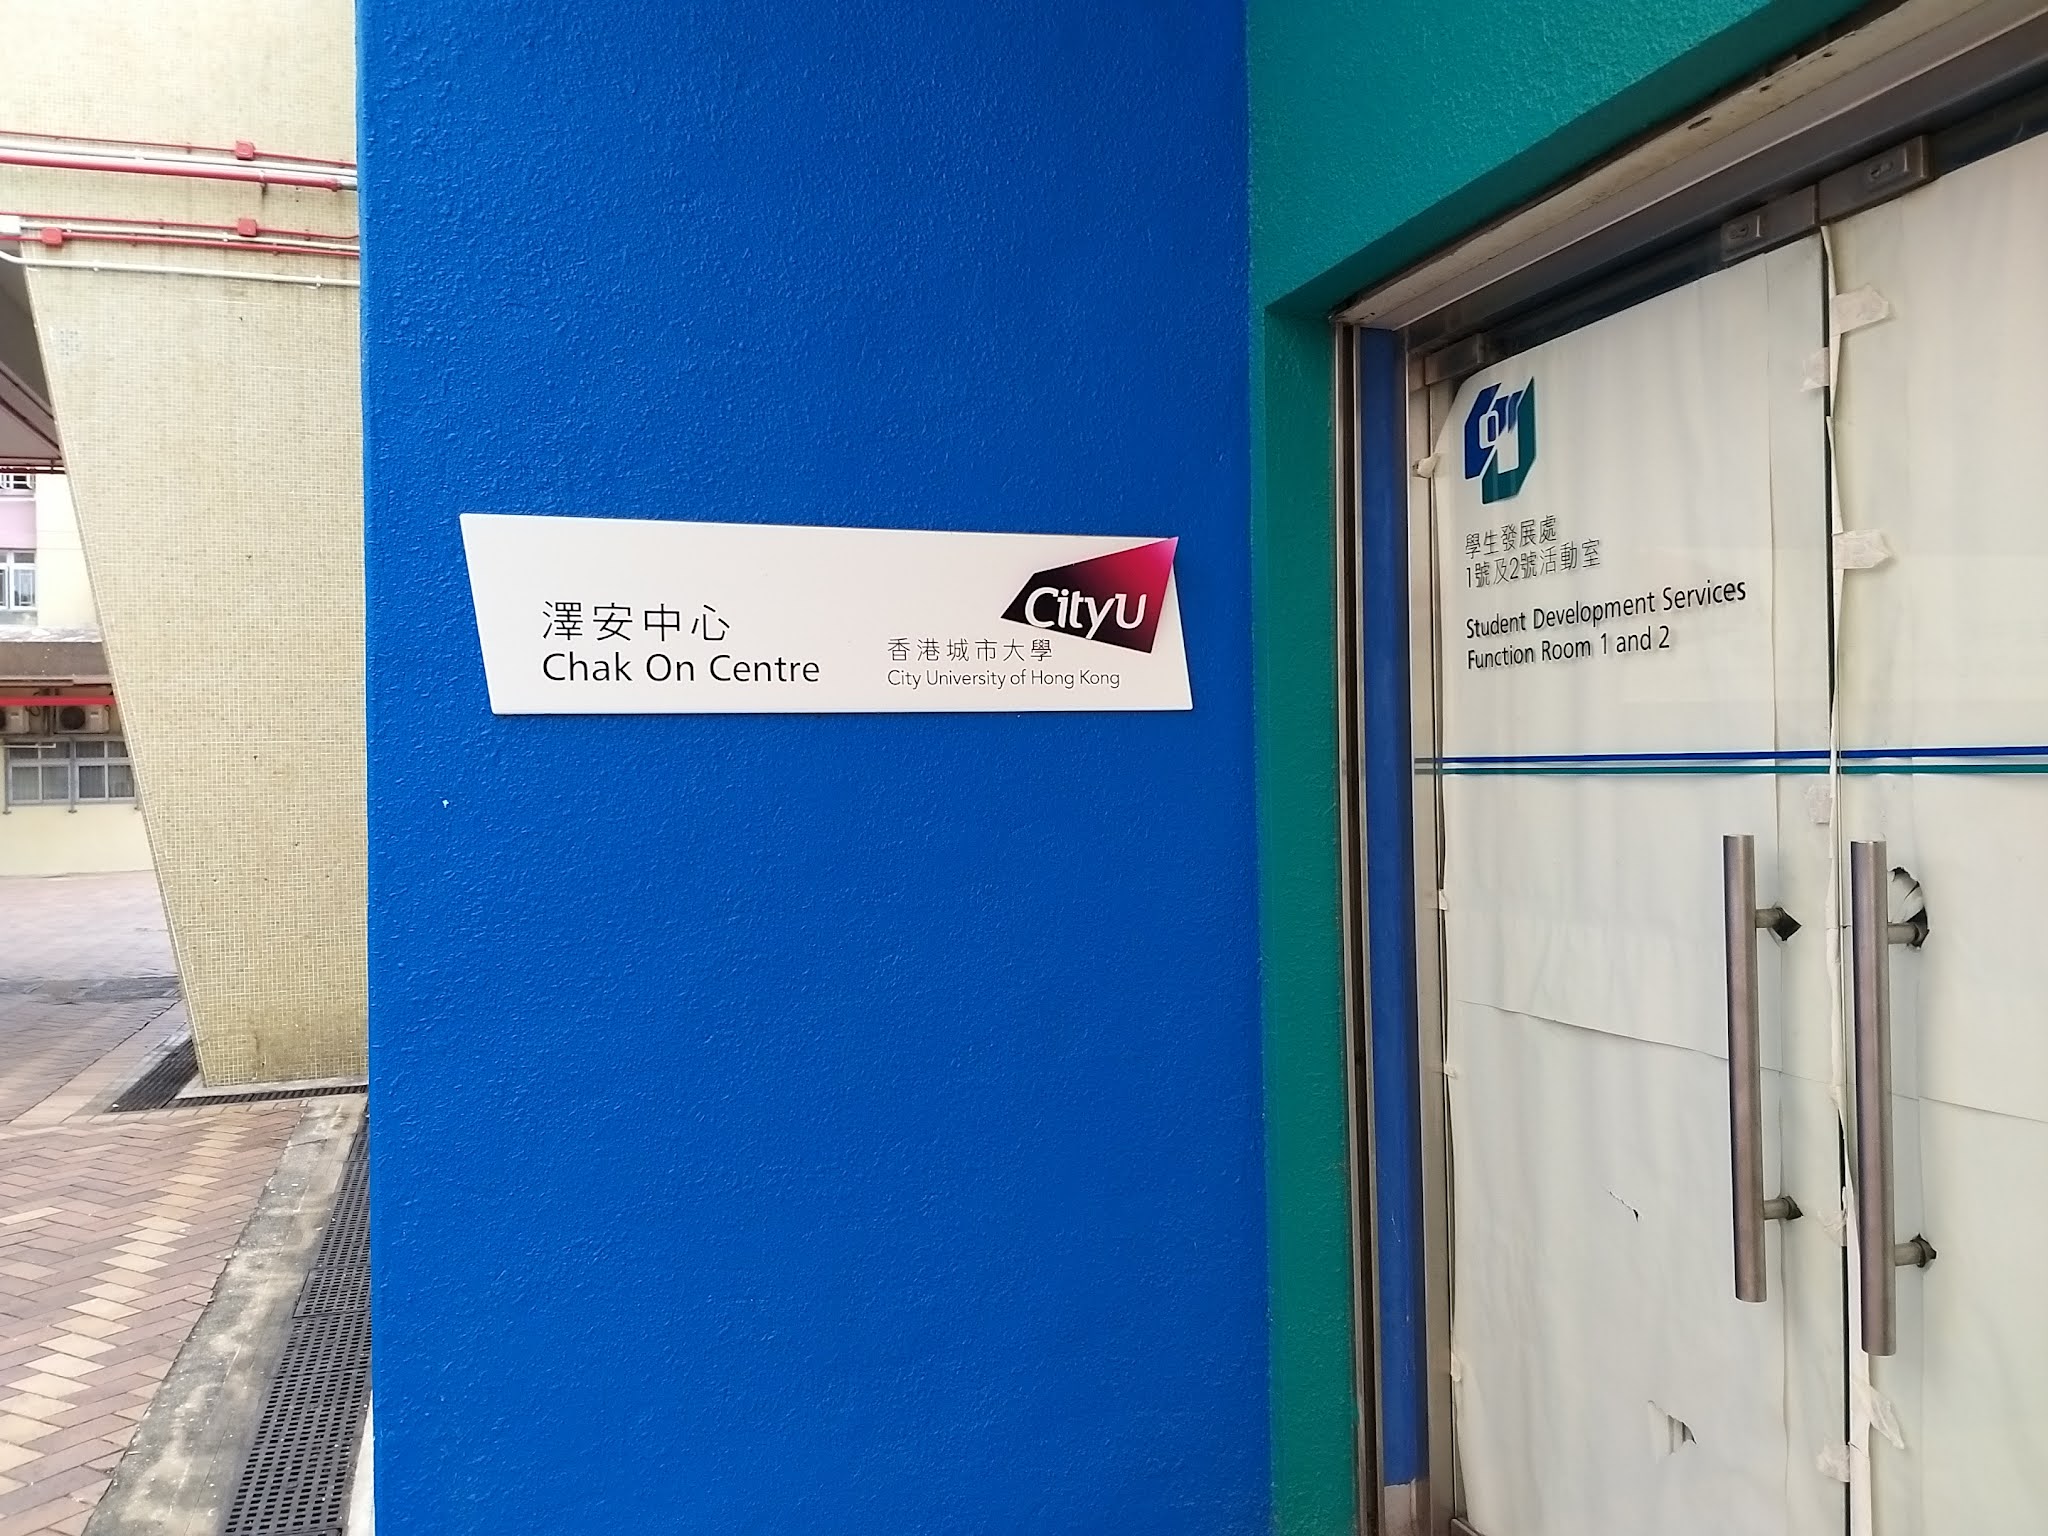 澤安中心
Chak On Centre
CityU
香港城市大學
City University of Hong Kong
學生發展處
1號及2號活動室
Student Development Services
Function Room 1 and 2